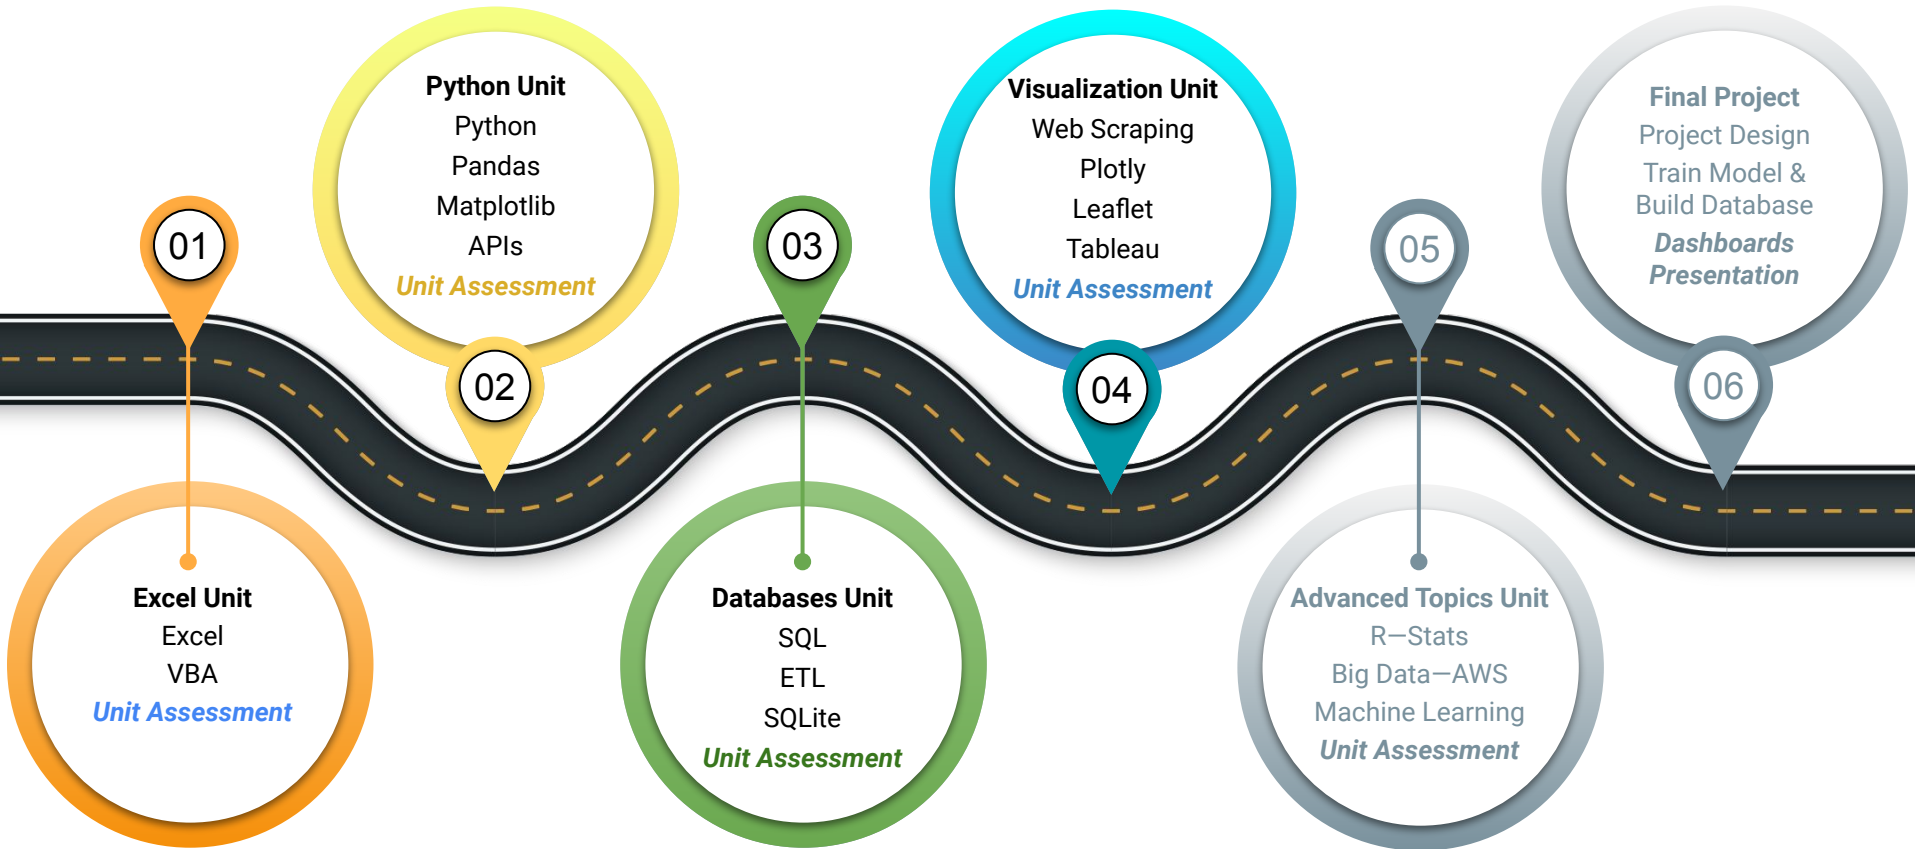 01
Excel Unit
Excel
VBA
Unit Assessment
Python Unit
Python
Pandas
Matplotlib
APIs
Unit Assessment
02
03
Databases Unit
SQL
ETL
SQLite
Unit Assessment
Visualization Unit
Web Scraping
Plotly
Leaflet
Tableau
Unit Assessment
04
05
Advanced Topics Unit
R—Stats
Big Data—AWS
Machine Learning
Unit Assessment
Final Project
Project Design
Train Model &
Build Database
Dashboards
Presentation
06